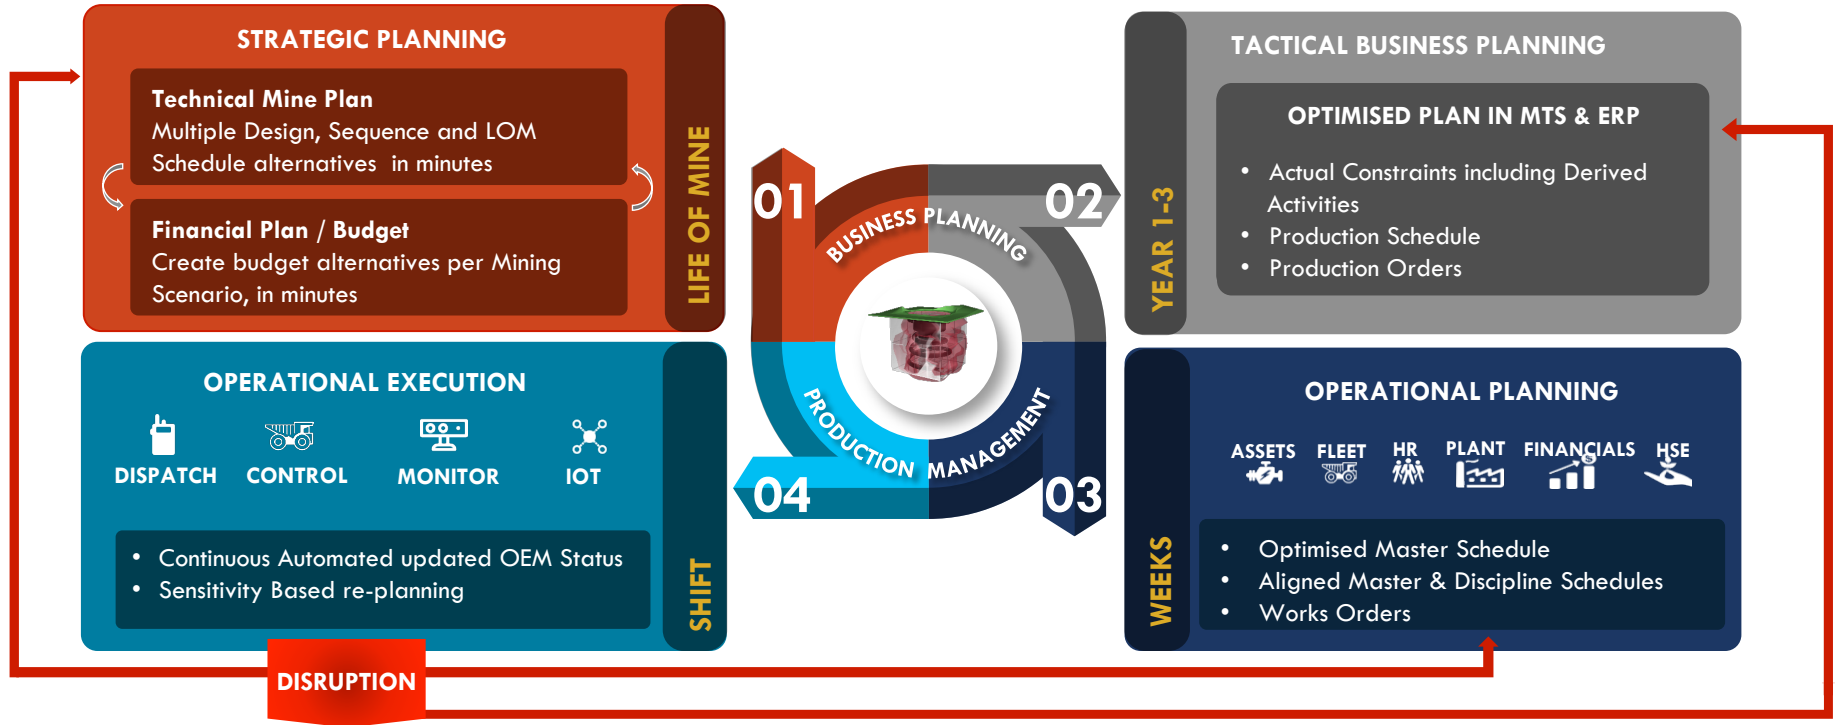 STRATEGIC PLANNING
Technical Mine Plan
Multiple Design, Sequence and LOM
Schedule alternatives in minutes
Financial Plan / Budget
Create budget alternatives per Mining
Scenario, in minutes
LIFE OF MINE
01
02
BUSINESS PLANNING
PRODUCTION MANAGEMENT
04
03
TACTICAL BUSINESS PLANNING
OPTIMISED PLAN IN MTS & ERP
• Actual Constraints including Derived
Activities
• Production Schedule
• Production Orders
YEAR 1-3
OPERATIONAL EXECUTION
DISPATCH CONTROL MONITOR IOT
• Continuous Automated updated OEM Status
• Sensitivity Based re-planning
SHIFT
OPERATIONAL PLANNING
ASSETS FLEET HR PLANT FINANCIALS HSE
$
• Optimised Master Schedule
• Aligned Master & Discipline Schedules
• Works Orders
WEEKS
DISRUPTION